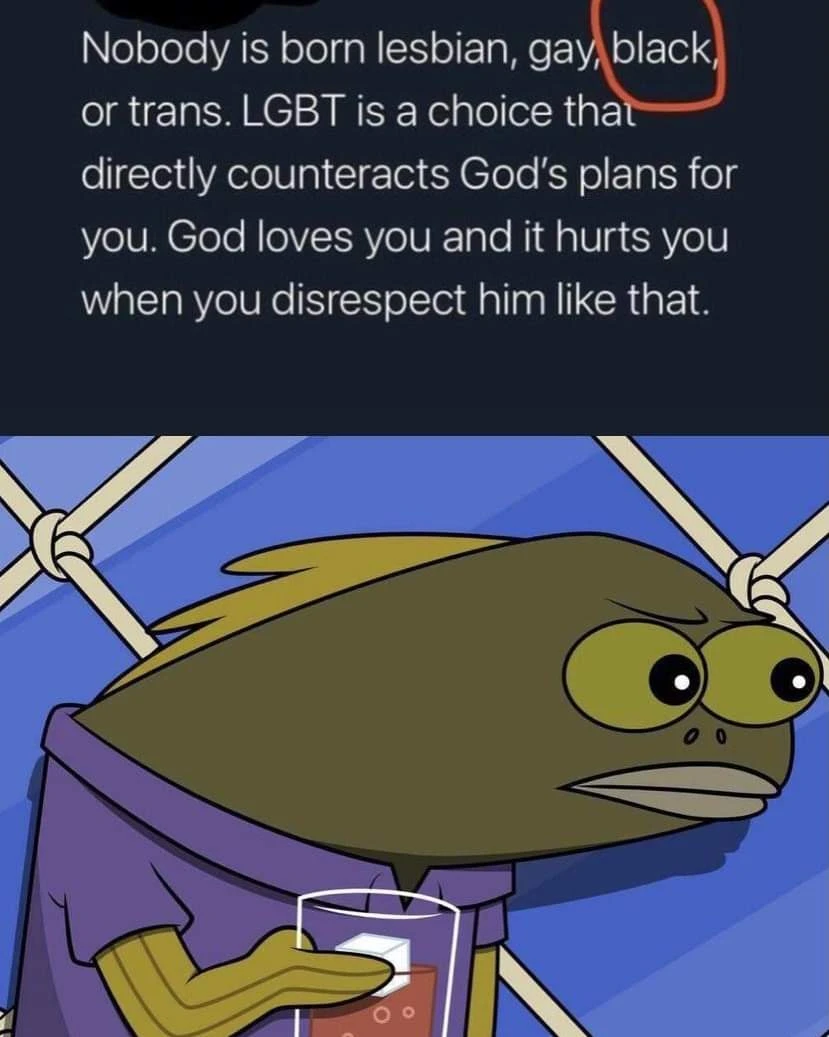 Nobody is born lesbian, gay, black,
or trans. LGBT is a choice that
directly counteracts God's plans for
you. God loves you and it hurts you
when you disrespect him like that.